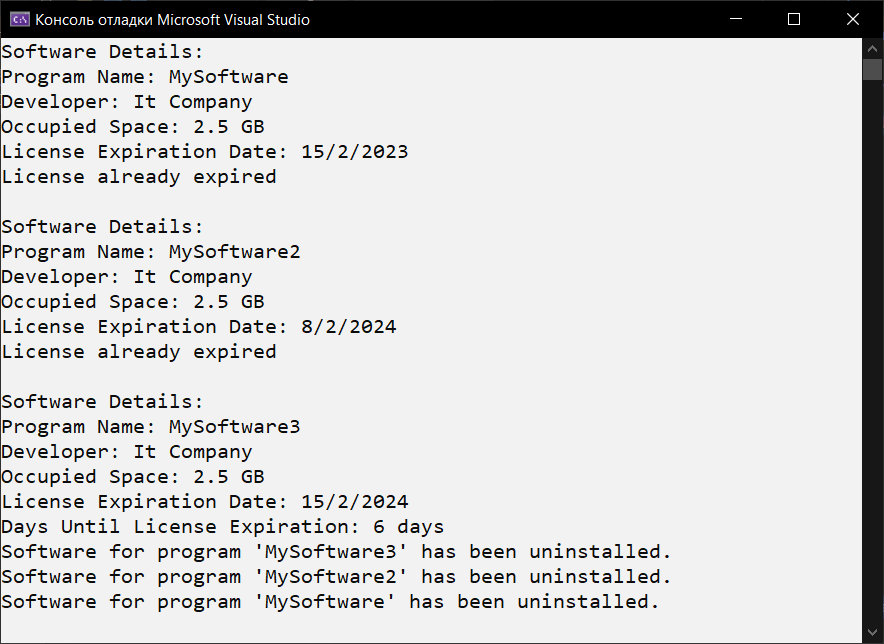 Консоль отладки Microsoft Visual Studio
Software Details:
Program Name: MySoftware
Developer: It Company
Occupied Space: 2.5 GB
License Expiration Date: 15/2/2023
License already expired
Software Details:
Program Name: MySoftware2
Developer: It Company
Occupied Space: 2.5 GB
License Expiration Date: 8/2/2024
License already expired
Software Details:
Program Name: MySoftware3
Developer: It Company
Occupied Space: 2.5 GB
License Expiration Date: 15/2/2024
Days Until License Expiration: 6 days
Software for program 'MySoftware3' has been uninstalled.
Software for program 'MySoftware2' has been uninstalled.
Software for program 'MySoftware' has been uninstalled.